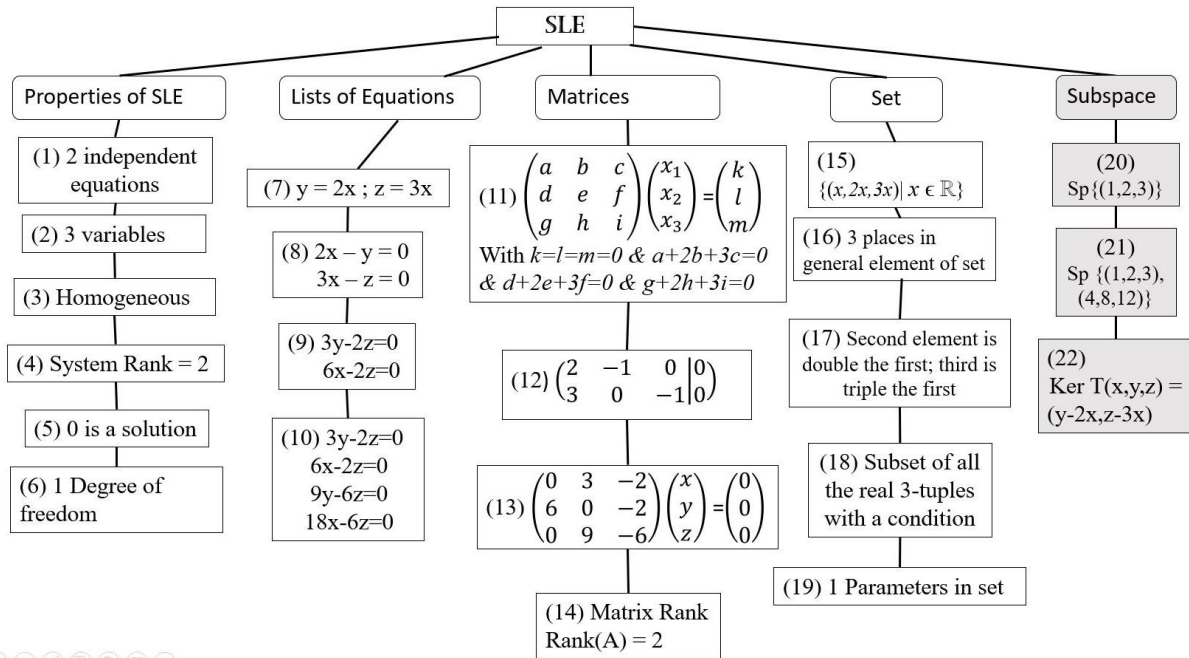 SLE
Properties of SLE
(1) 2 independent
equations
(2) 3 variables
(3) Homogeneous
(4) System Rank = 2
(5) 0 is a solution
(6) 1 Degree of
freedom
Lists of Equations
(7) y = 2x ; z = 3x
(8) 2x – y = 0
3x – z = 0
(9) 3y-2z=0
6x-2z=0
(10) 3y-2z=0
6x-2z=0
9y-6z=0
18x-6z=0
Matrices
a b c x₁ k
(11) d e f x₂ = l
g h i x₃ m
With k=l=m=0 & a+2b+3c=0
& d+2e+3f=0 & g+2h+3i=0
(12) (2 −1 0|0
3 0 −1|0)
0 3 −2 x 0
(13) 6 0 −2 y = 0
0 9 −6 z 0
(14) Matrix Rank
Rank(A) = 2
Set
(15)
{(x,2x,3x)| x ϵ ℝ}
(16) 3 places in
general element of set
(17) Second element is
double the first; third is
triple the first
(18) Subset of all
the real 3-tuples
with a condition
(19) 1 Parameters in set
Subspace
(20)
Sp{(1,2,3)}
(21)
Sp {(1,2,3),
(4,8,12)}
(22)
Ker T(x,y,z) =
(y-2x,z-3x)